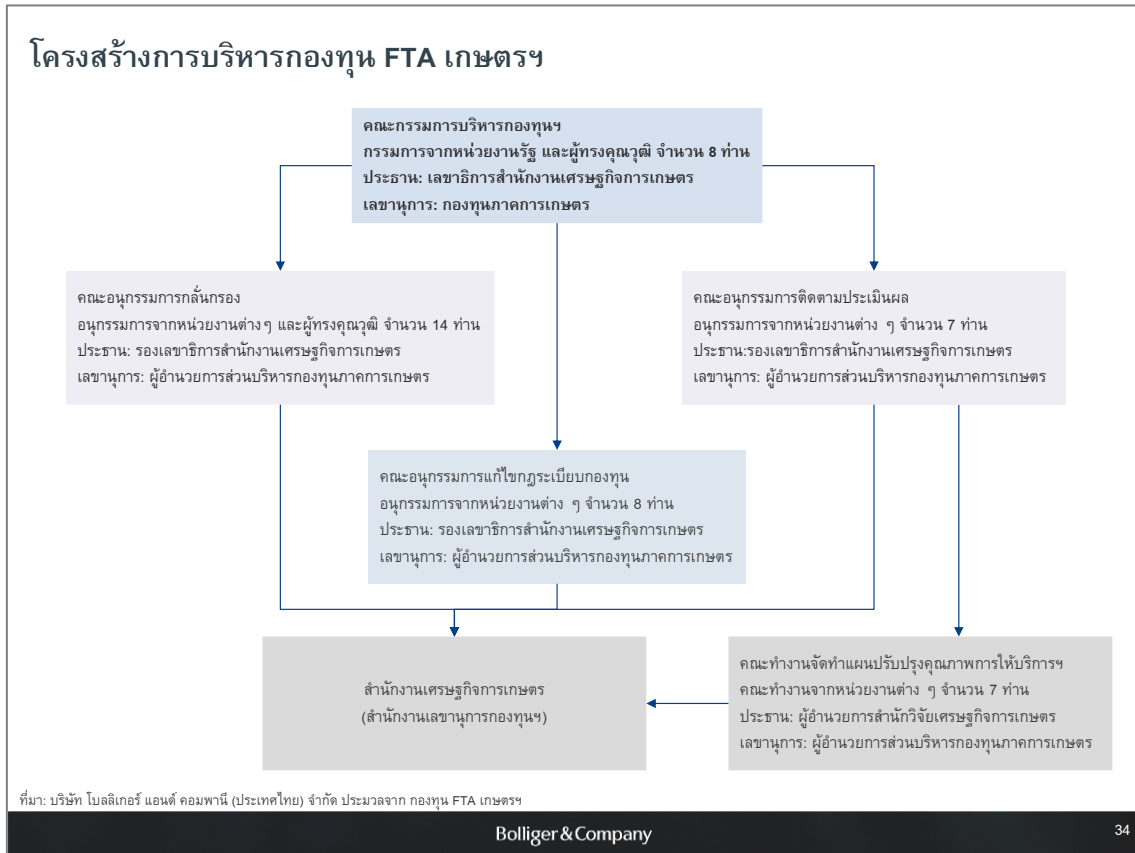 โครงสร้างการบริหารกองทุน FTA เกษตรฯ
คณะกรรมการบริหารกองทุนฯ
กรรมการจากหน่วยงานรัฐ และผู้ทรงคุณวุฒิ จำนวน 8 ท่าน
ประธาน: เลขาธิการสำนักงานเศรษฐกิจการเกษตร
เลขานุการ: กองทุนภาคการเกษตร
คณะอนุกรรมการกลั่นกรอง
อนุกรรมการจากหน่วยงานต่างๆ และผู้ทรงคุณวุฒิ จำนวน 14 ท่าน
ประธาน: รองเลขาธิการสำนักงานเศรษฐกิจการเกษตร
เลขานุการ: ผู้อำนวยการส่วนบริหารกองทุนภาคการเกษตร
คณะอนุกรรมการติดตามประเมินผล
อนุกรรมการจากหน่วยงานต่าง ๆ จำนวน 7 ท่าน
ประธาน:รองเลขาธิการสำนักงานเศรษฐกิจการเกษตร
เลขานุการ: ผู้อำนวยการส่วนบริหารกองทุนภาคการเกษตร
คณะอนุกรรมการแก้ไขกฎระเบียบกองทุน
อนุกรรมการจากหน่วยงานต่าง ๆ จำนวน 8 ท่าน
ประธาน: รองเลขาธิการสำนักงานเศรษฐกิจการเกษตร
เลขานุการ: ผู้อำนวยการส่วนบริหารกองทุนภาคการเกษตร
สำนักงานเศรษฐกิจการเกษตร
(สำนักงานเลขานุการกองทุนฯ)
คณะทำงานจัดทำแผนปรับปรุงคุณภาพการให้บริการฯ
คณะทำงานจากหน่วยงานต่าง ๆ จำนวน 7 ท่าน
ประธาน: ผู้อำนวยการสำนักวิจัยเศรษฐกิจการเกษตร
เลขานุการ: ผู้อำนวยการส่วนบริหารกองทุนภาคการเกษตร
ที่มา: บริษัท โบลลิเกอร์ แอนด์ คอมพานี (ประเทศไทย) จำกัด ประมวลจาก กองทุน FTA เกษตรฯ
Bolliger & Company
34